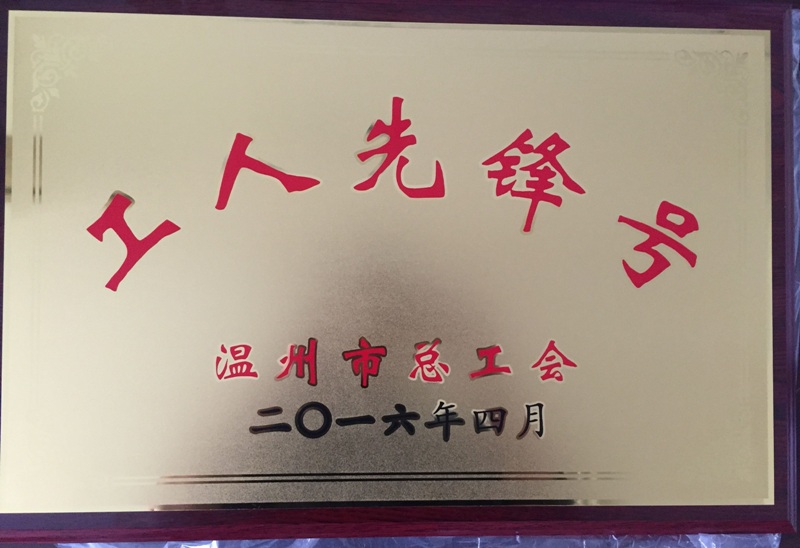 工人先锋号
温州市总工会
二〇一六年四月